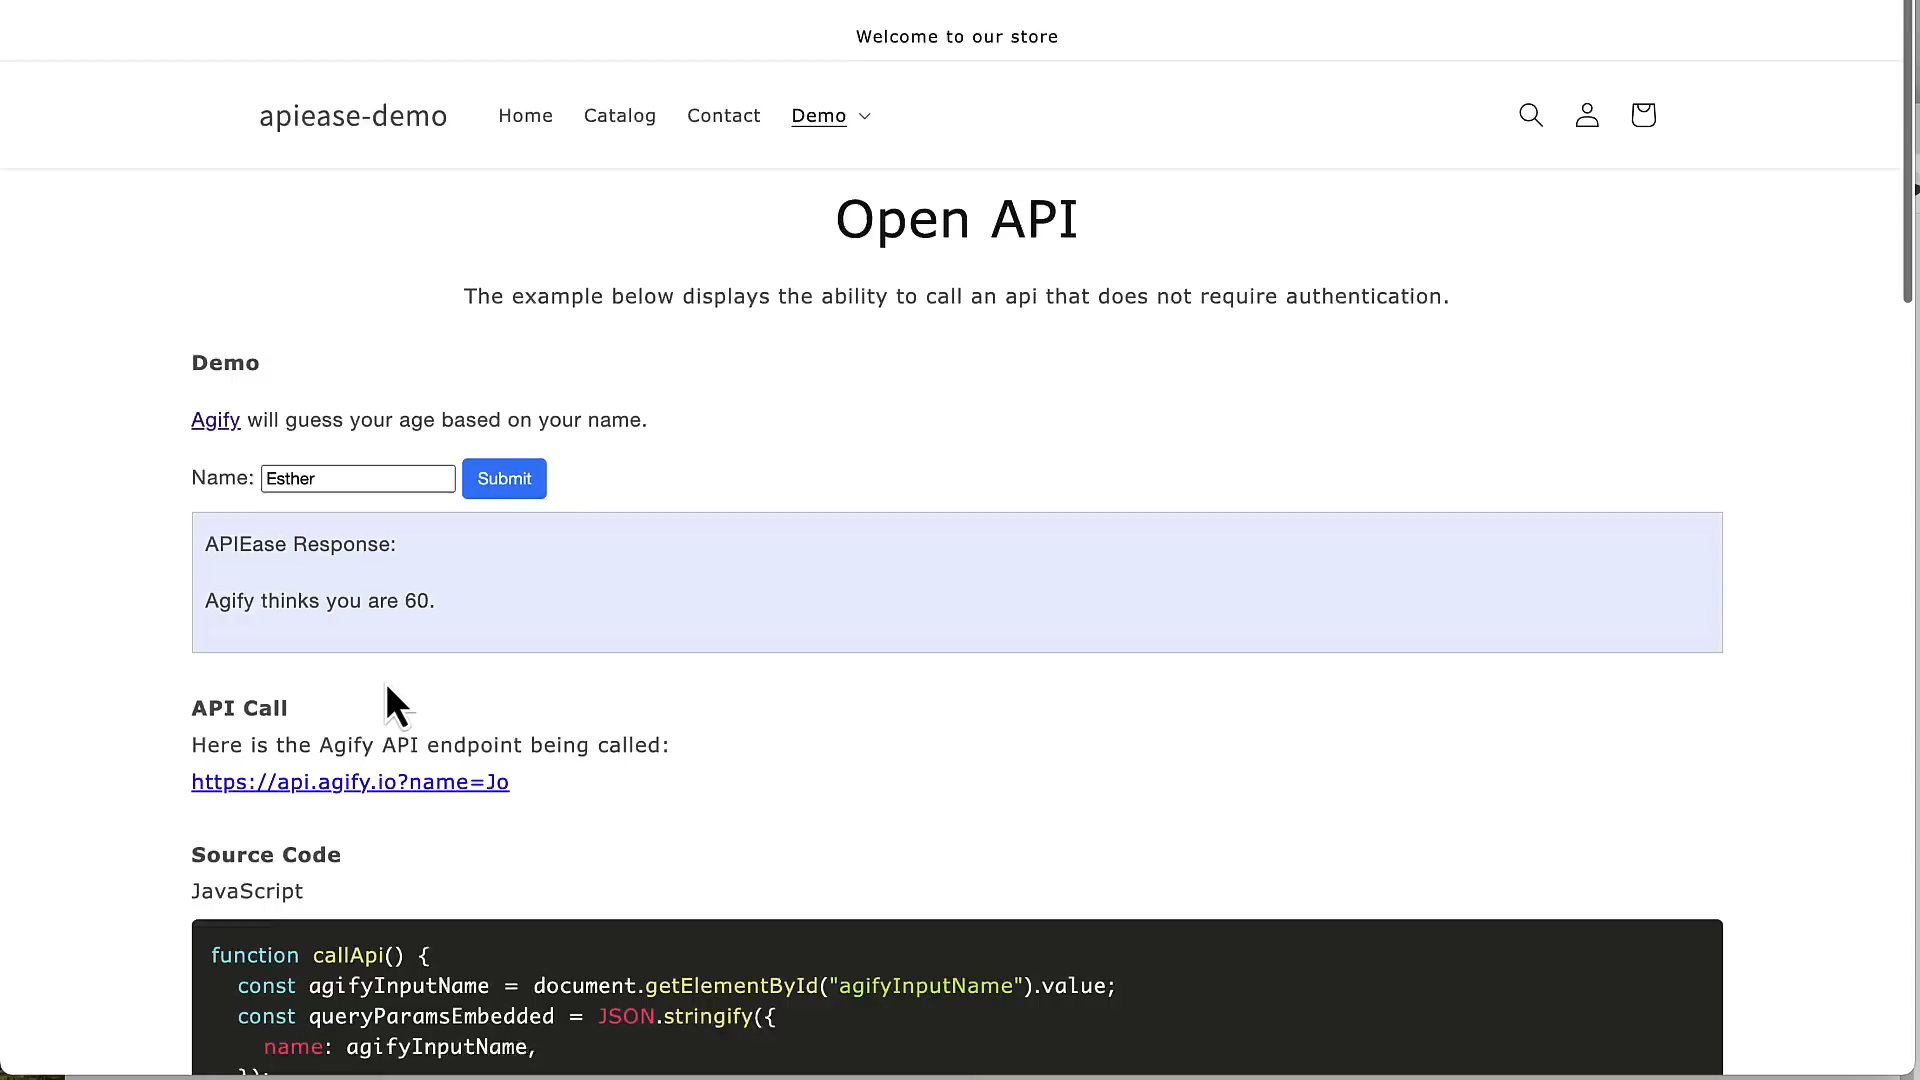 Welcome to our store
apiease-demo Home Catalog Contact Demo
Open API
The example below displays the ability to call an api that does not require authentication.
Demo
Agify will guess your age based on your name.
Name: Esther Submit
APIEase Response:
Agify thinks you are 60.
API Call
Here is the Agify API endpoint being called:
https://api.agify.io?name=Jo
Source Code
JavaScript
function callApi() {
const agifyInputName = document.getElementById("agifyInputName").value;
const queryParamsEmbedded = JSON.stringify({
name: agifyInputName,